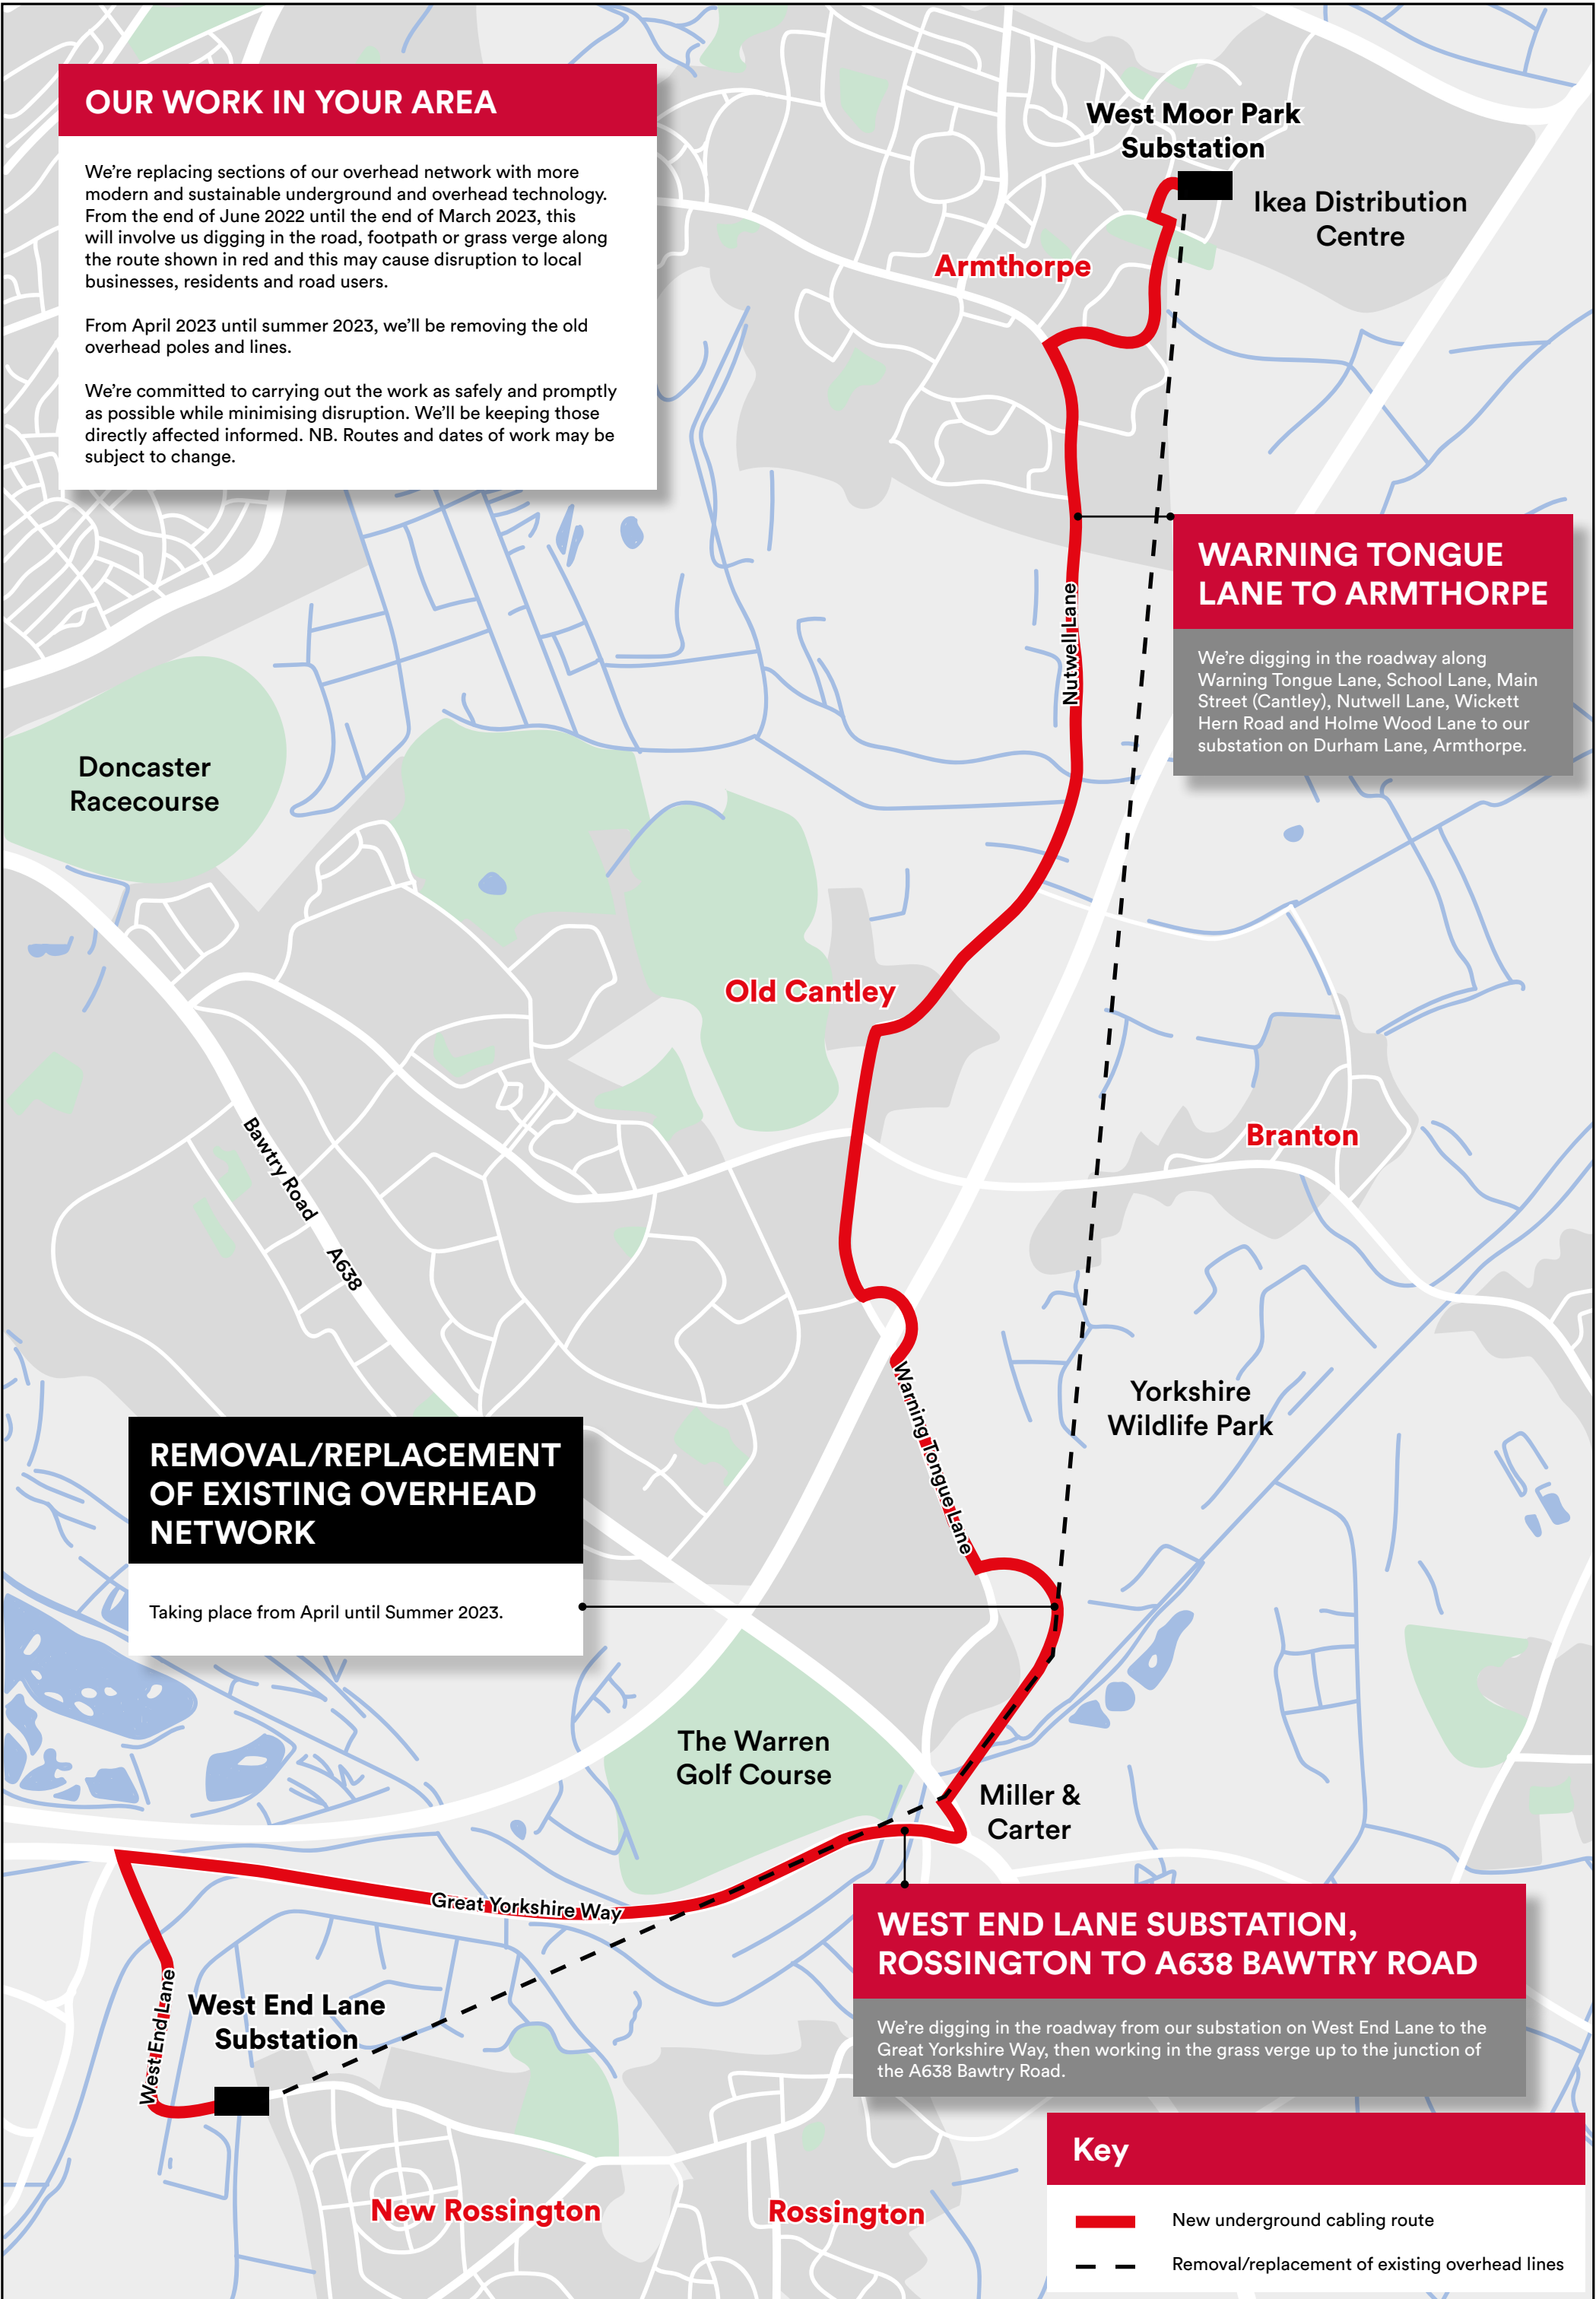 OUR WORK IN YOUR AREA
We're replacing sections of our overhead network with more
modern and sustainable underground and overhead technology.
From the end of June 2022 until the end of March 2023, this
will involve us digging in the road, footpath or grass verge along
the route shown in red and this may cause disruption to local
businesses, residents and road users.
From April 2023 until summer 2023, we'll be removing the old
overhead poles and lines.
We're committed to carrying out the work as safely and promptly
as possible while minimising disruption. We'll be keeping those
directly affected informed. NB. Routes and dates of work may be
subject to change.
West Moor Park
Substation
Ikea Distribution
Centre
Armthorpe
WARNING TONGUE
LANE TO ARMTHORPE
We're digging in the roadway along
Warning Tongue Lane, School Lane, Main
Street (Cantley), Nutwell Lane, Wickett
Hern Road and Holme Wood Lane to our
substation on Durham Lane, Armthorpe.
Nutwell Lane
Doncaster
Racecourse
Old Cantley
Branton
Bawtry Road
A638
Warning Tongue Lane
Yorkshire
Wildlife Park
REMOVAL/REPLACEMENT
OF EXISTING OVERHEAD
NETWORK
Taking place from April until Summer 2023.
The Warren
Golf Course
Miller &
Carter
Great Yorkshire Way
WEST END LANE SUBSTATION,
ROSSINGTON TO A638 BAWTRY ROAD
We're digging in the roadway from our substation on West End Lane to the
Great Yorkshire Way, then working in the grass verge up to the junction of
the A638 Bawtry Road.
West End Lane
West End Lane
Substation
New Rossington
Rossington
Key
New underground cabling route
Removal/replacement of existing overhead lines